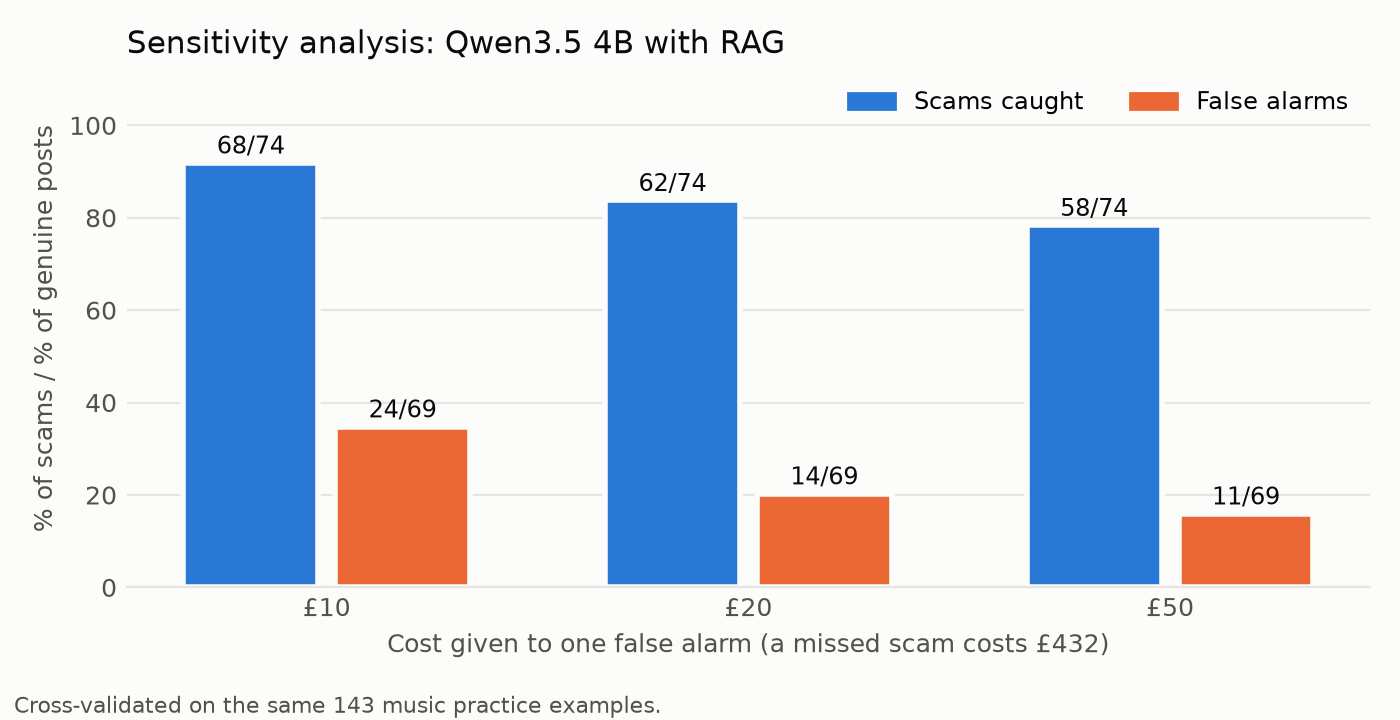 Sensitivity analysis: Qwen3.5 4B with RAG
Scams caught
False alarms
% of scams / % of genuine posts
100
80
60
40
20
0
68/74
24/69
62/74
14/69
58/74
11/69
£10
£20
£50
Cost given to one false alarm (a missed scam costs £432)
Cross-validated on the same 143 music practice examples.